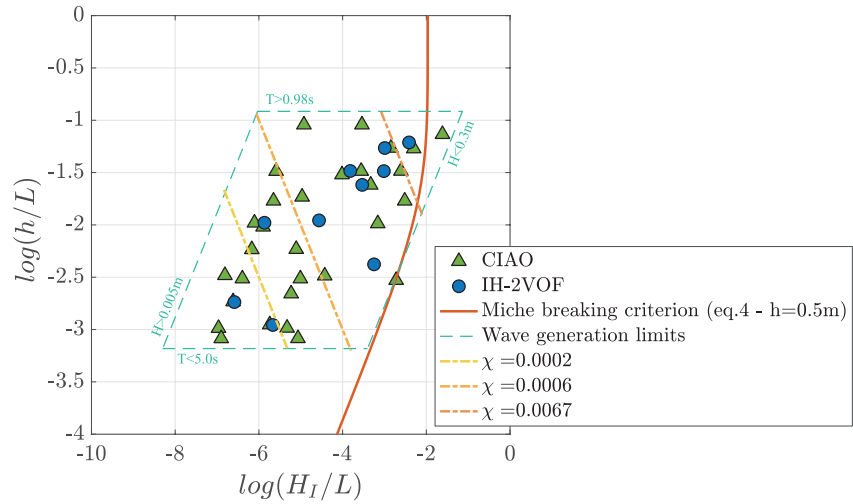 0
-0.5
-1
-1.5
-2
-2.5
-3
-3.5
-4
log(h/L)
-10
-8
-6
-4
-2
0
log(H_I/L)
T>0.98s
H<0.3m
H>0.005m
T<5.0s
CIAO
IH-2VOF
Miche breaking criterion (eq.4 - h=0.5m)
Wave generation limits
χ =0.0002
χ =0.0006
χ =0.0067